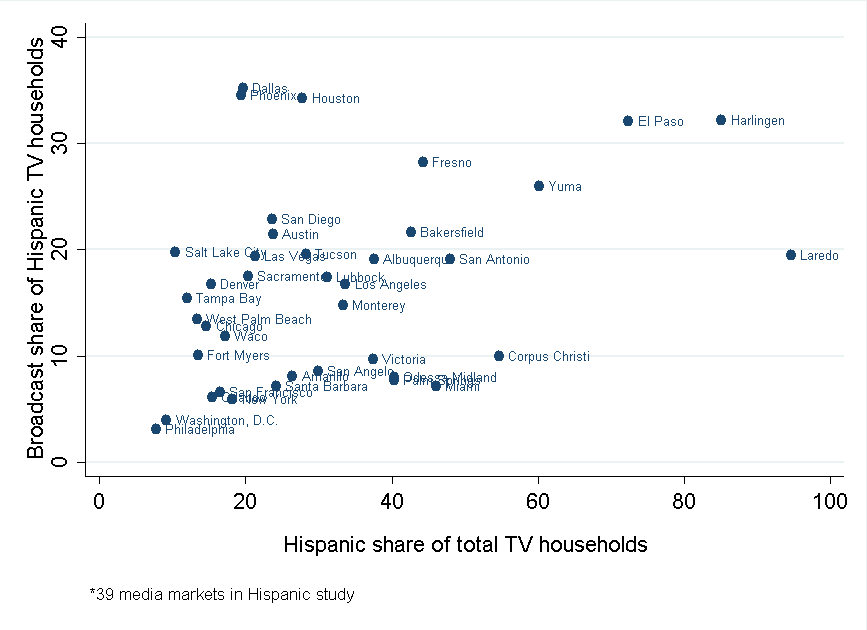 Broadcast share of Hispanic TV households
40
30
20
10
0
Dallas
Phoenix
Houston
El Paso
Harlingen
Fresno
Yuma
San Diego
Austin
Bakersfield
Salt Lake City
Las Vegas
Tucson
Albuquerque
San Antonio
Laredo
Sacramento
Lubbock
Denver
Los Angeles
Tampa Bay
Monterey
West Palm Beach
Chicago
Waco
Fort Myers
Victoria
Corpus Christi
San Angelo
Amarillo
Odessa-Midland
Palm Springs
Santa Barbara
Miami
San Francisco
New York
Washington, D.C.
Philadelphia
0 20 40 60 80 100
Hispanic share of total TV households
*39 media markets in Hispanic study